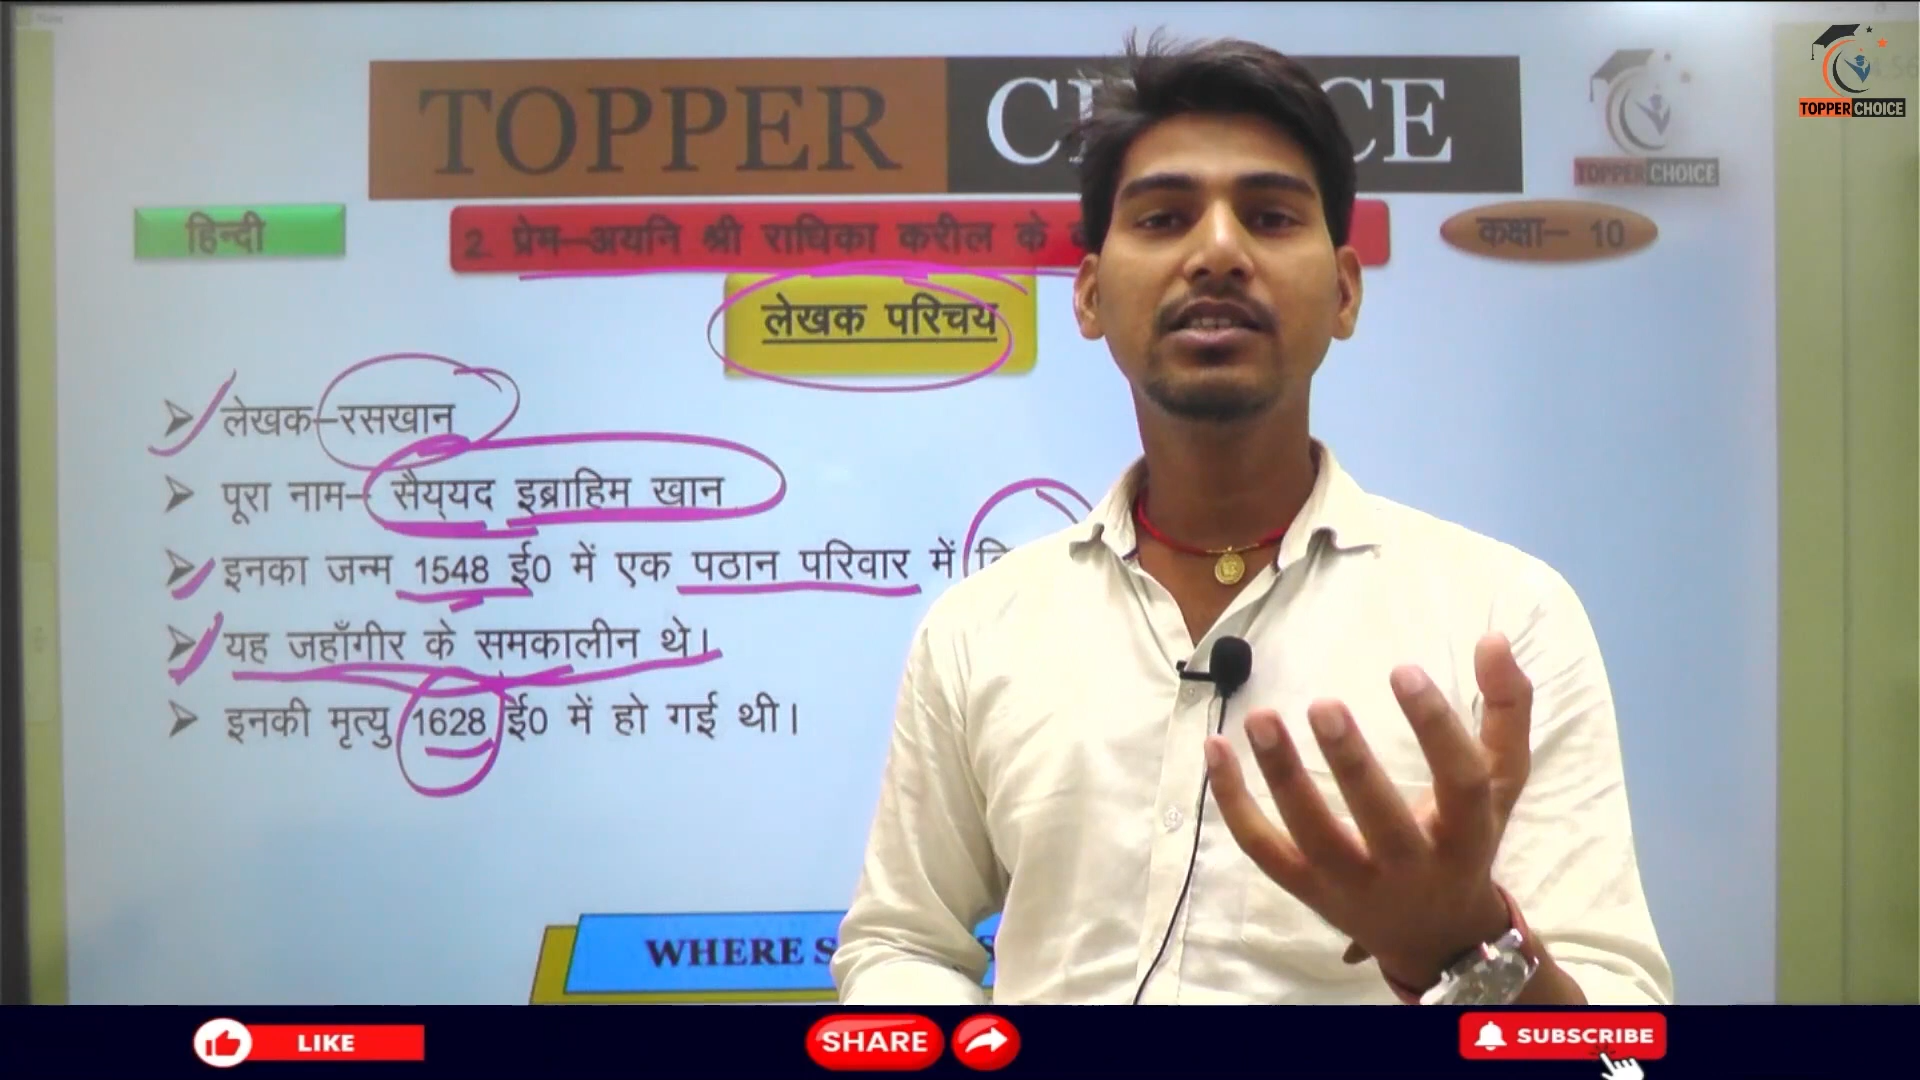 TOPPER CHOICE
TOPPER CE
TOPPER CHOICE
हिन्दी
2. प्रेम–अयनि श्री राधिका करील के
कक्षा– 10
लेखक परिचय
लेखक–रसखान
पूरा नाम– सैय्यद इब्राहिम खान
इनका जन्म 1548 ई0 में एक पठान परिवार में
यह जहाँगीर के समकालीन थे।
इनकी मृत्यु 1628 ई0 में हो गई थी।
WHERE
LIKE
SHARE
SUBSCRIBE